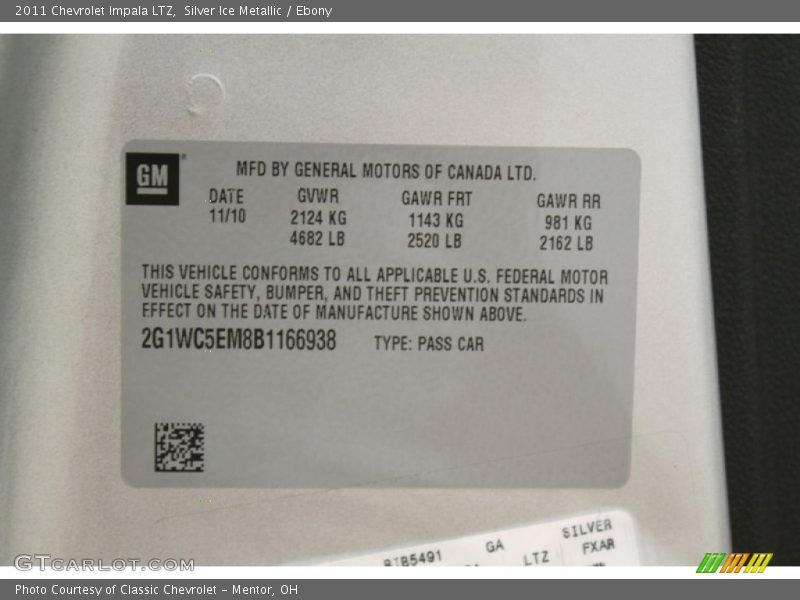 2011 Chevrolet Impala LTZ, Silver Ice Metallic / Ebony
GM
MFD BY GENERAL MOTORS OF CANADA LTD.
DATE GVWR GAWR FRT GAWR RR
11/10 2124 KG 1143 KG 981 KG
4682 LB 2520 LB 2162 LB
THIS VEHICLE CONFORMS TO ALL APPLICABLE U.S. FEDERAL MOTOR
VEHICLE SAFETY, BUMPER, AND THEFT PREVENTION STANDARDS IN
EFFECT ON THE DATE OF MANUFACTURE SHOWN ABOVE.
2G1WC5EM8B1166938 TYPE: PASS CAR
GA SILVER
LTZ FXAR
GTCARLOT.COM
Photo Courtesy of Classic Chevrolet - Mentor, OH